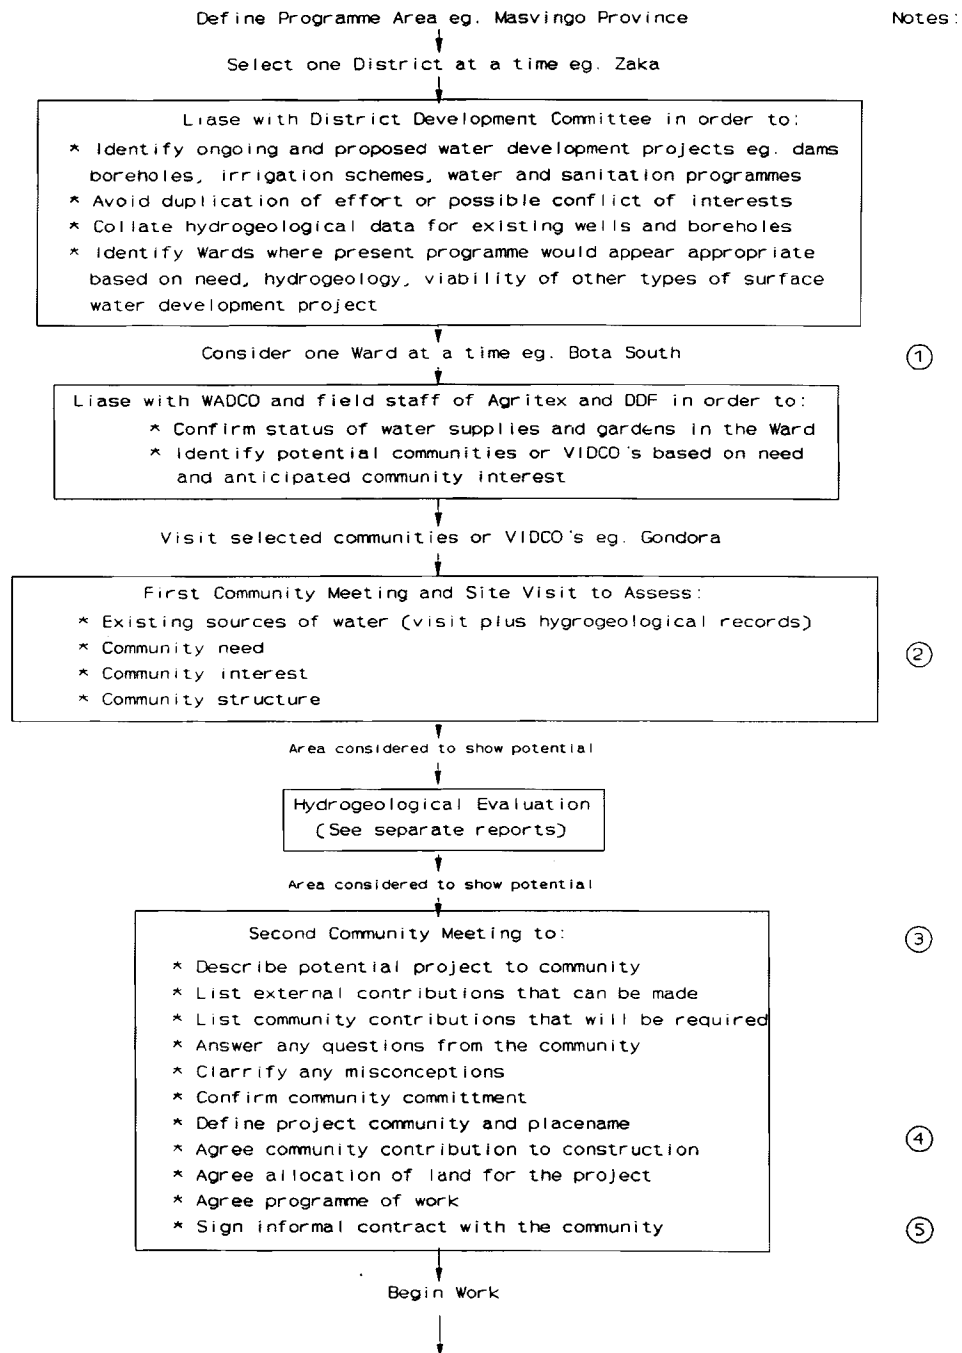 Define Programme Area eg. Masvingo Province
Notes:
Select one District at a time eg. Zaka
Liase with District Development Committee in order to:
* Identify ongoing and proposed water development projects eg. dams
boreholes, irrigation schemes, water and sanitation programmes
* Avoid duplication of effort or possible conflict of interests
* Collate hydrogeological data for existing wells and boreholes
* Identify Wards where present programme would appear appropriate
based on need, hydrogeology, viability of other types of surface
water development project
Consider one Ward at a time eg. Bota South
1
Liase with WADCO and field staff of Agritex and DDF in order to:
* Confirm status of water supplies and gardens in the Ward
* Identify potential communities or VIDCO's based on need
and anticipated community interest
Visit selected communities or VIDCO's eg. Gondora
First Community Meeting and Site Visit to Assess:
* Existing sources of water (visit plus hygrogeological records)
* Community need
2
* Community interest
* Community structure
Area considered to show potential
Hydrogeological Evaluation
(See separate reports)
Area considered to show potential
Second Community Meeting to:
3
* Describe potential project to community
* List external contributions that can be made
* List community contributions that will be required
* Answer any questions from the community
* Clarrify any misconceptions
* Confirm community committment
* Define project community and placename
* Agree community contribution to construction
4
* Agree allocation of land for the project
* Agree programme of work
* Sign informal contract with the community
5
Begin Work